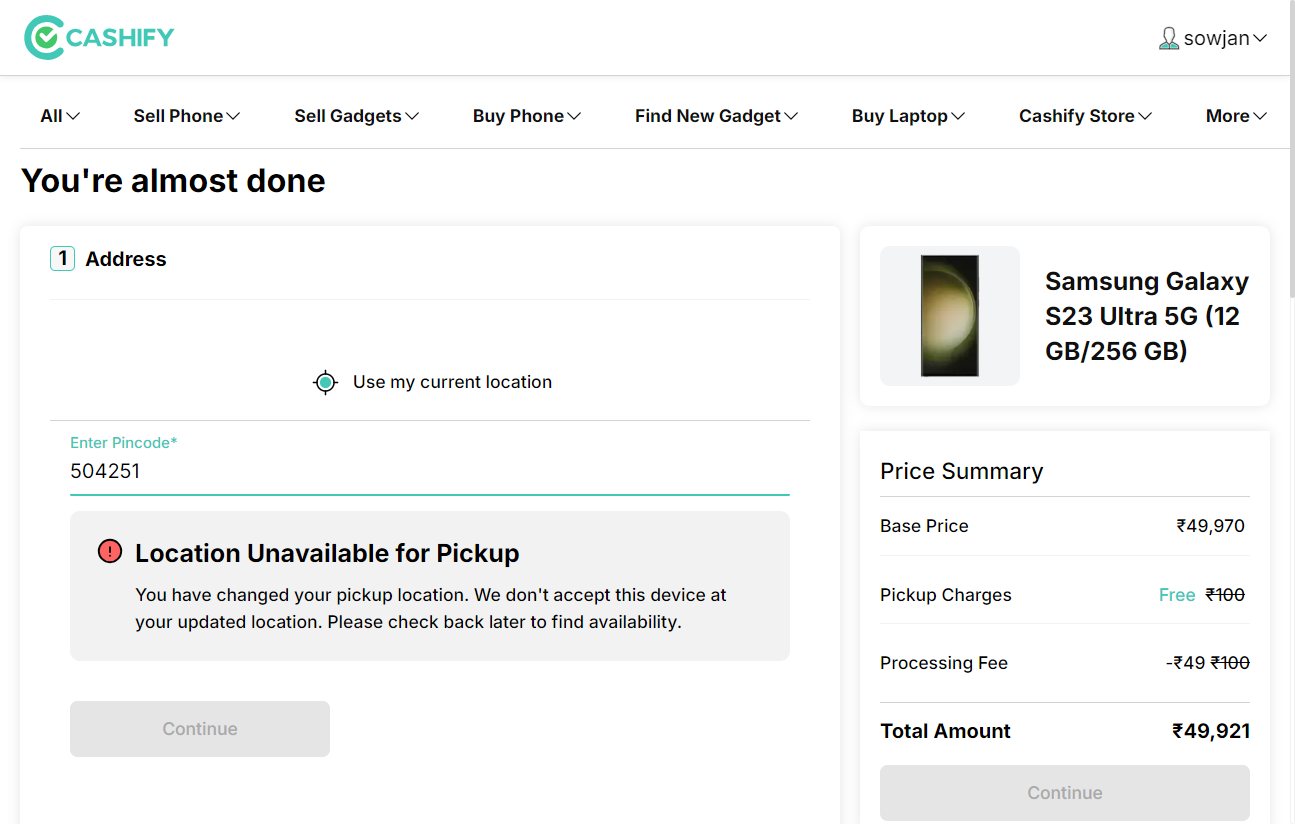 CASHIFY
sowjan
All
Sell Phone
Sell Gadgets
Buy Phone
Find New Gadget
Buy Laptop
Cashify Store
More
You're almost done
1 Address
Use my current location
Enter Pincode*
504251
Location Unavailable for Pickup
You have changed your pickup location. We don't accept this device at
your updated location. Please check back later to find availability.
Continue
Samsung Galaxy
S23 Ultra 5G (12
GB/256 GB)
Price Summary
Base Price ₹49,970
Pickup Charges Free ₹100
Processing Fee -₹49 ₹100
Total Amount ₹49,921
Continue